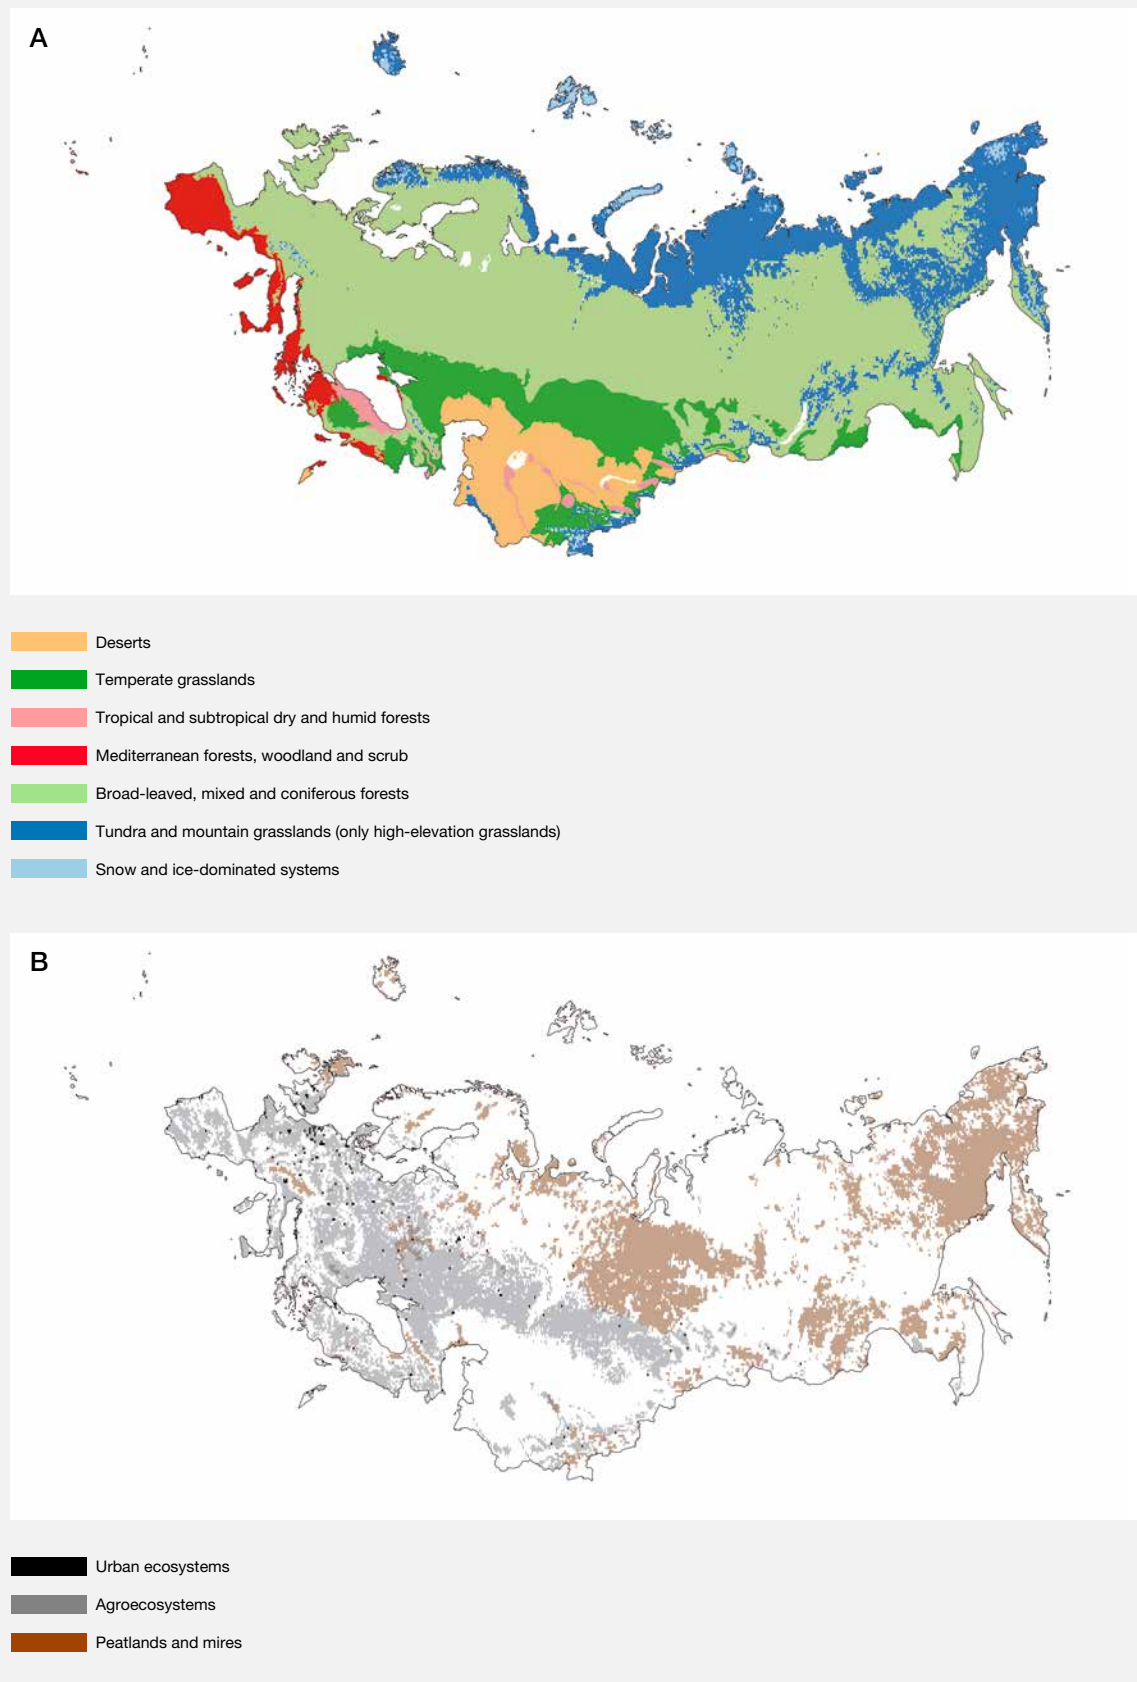 A
Deserts
Temperate grasslands
Tropical and subtropical dry and humid forests
Mediterranean forests, woodland and scrub
Broad-leaved, mixed and coniferous forests
Tundra and mountain grasslands (only high-elevation grasslands)
Snow and ice-dominated systems
B
Urban ecosystems
Agroecosystems
Peatlands and mires